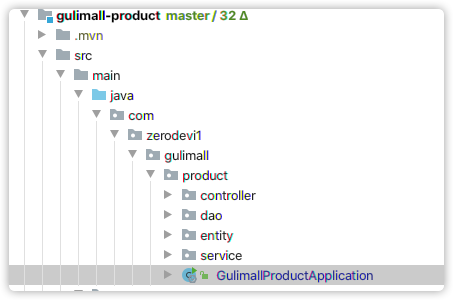 gulimall-product master / 32 Δ
.mvn
src
main
java
com
zerodevi1
gulimall
product
controller
dao
entity
service
GulimallProductApplication